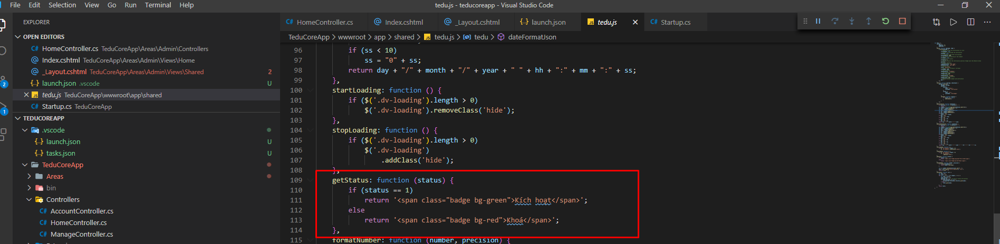 File Edit Selection View Go Run Terminal Help
tedu.js - teducoreapp - Visual Studio Code
EXPLORER
OPEN EDITORS
HomeController.cs TeduCoreApp\Areas\Admin\Controllers
Index.cshtml TeduCoreApp\Areas\Admin\Views\Home
_Layout.cshtml TeduCoreApp\Areas\Admin\Views\Shared 2
launch.json .vscode U
tedu.js TeduCoreApp\wwwroot\app\shared
Startup.cs TeduCoreApp
TEDUCOREAPP
.vscode
launch.json U
tasks.json U
TeduCoreApp
Areas
bin
Controllers
AccountController.cs
HomeController.cs
ManageController.cs
2
1
HomeController.cs Index.cshtml _Layout.cshtml launch.json tedu.js Startup.cs
TeduCoreApp > wwwroot > app > shared > tedu.js > tedu > dateFormatJson
96 if (ss < 10)
97 ss = "0" + ss;
98 return day + "/" + month + "/" + year + " " + hh + ":" + mm + ":" + ss;
99 },
100 startLoading: function () {
101 if ($('.dv-loading').length > 0)
102 $('.dv-loading').removeClass('hide');
103 },
104 stopLoading: function () {
105 if ($('.dv-loading').length > 0)
106 $('.dv-loading')
107 .addClass('hide');
108 },
109 getStatus: function (status) {
110 if (status == 1)
111 return '<span class="badge bg-green">Kích hoạt</span>';
112 else
113 return '<span class="badge bg-red">Khoá</span>';
114 },
115 formatNumber: function (number, precision) {